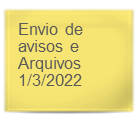 Envio de
avisos e
Arquivos
1/3/2022